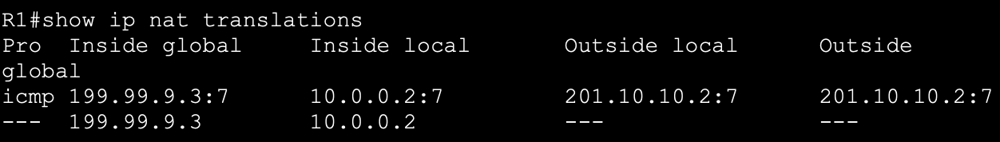 R1#show ip nat translations
Pro  Inside global     Inside local       Outside local      Outside
global
icmp 199.99.9.3:7      10.0.0.2:7         201.10.10.2:7      201.10.10.2:7
---  199.99.9.3        10.0.0.2           ---                ---